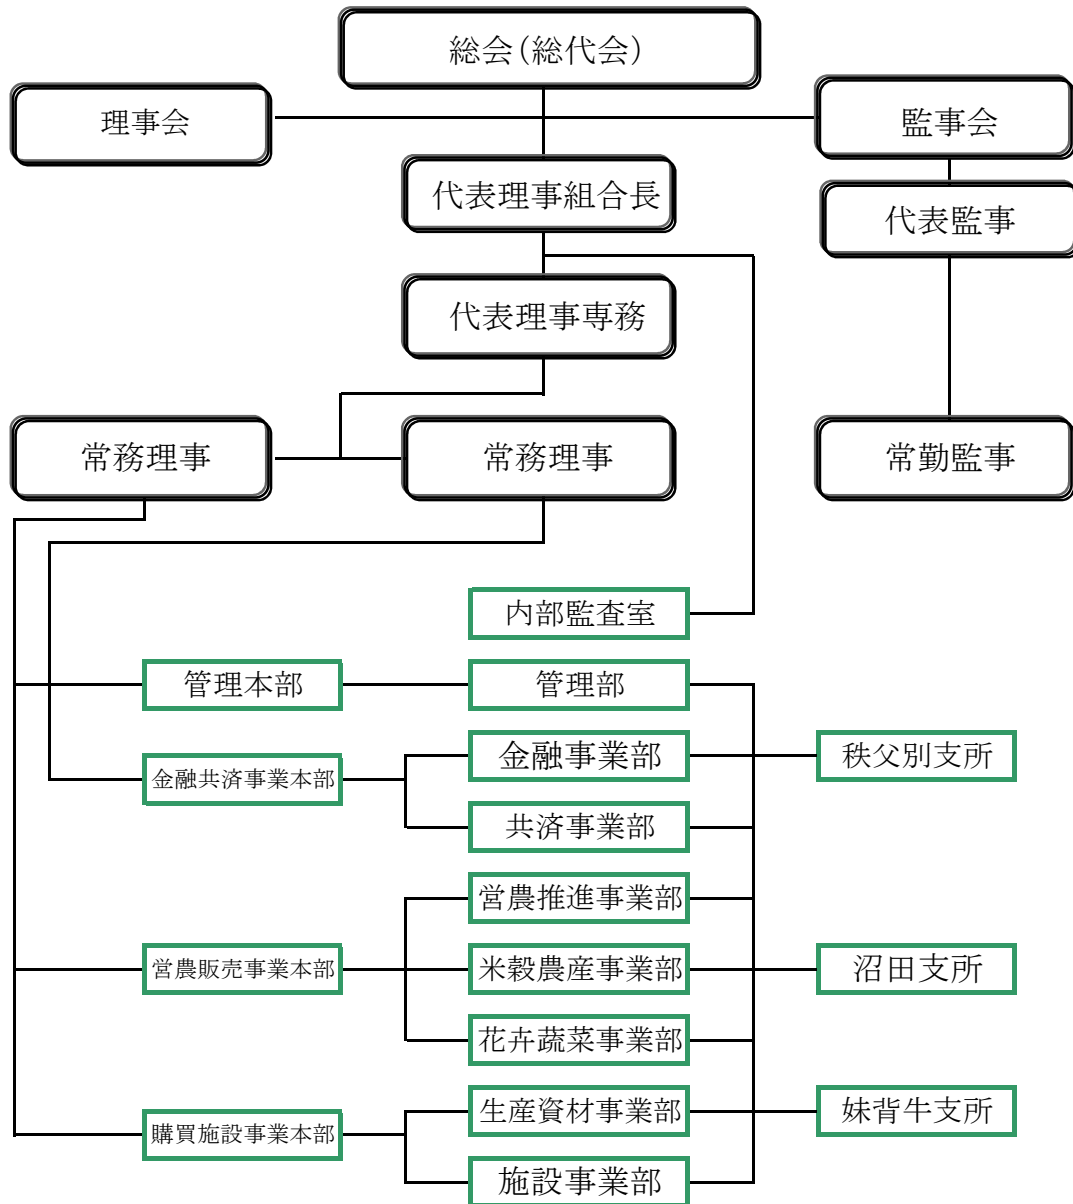 総会(総代会)
理事会
監事会
代表理事組合長
代表監事
代表理事専務
常務理事
常務理事
常勤監事
内部監査室
管理本部
管理部
金融事業部
秩父別支所
金融共済事業本部
共済事業部
営農推進事業部
営農販売事業本部
米穀農産事業部
沼田支所
花卉蔬菜事業部
生産資材事業部
妹背牛支所
購買施設事業本部
施設事業部